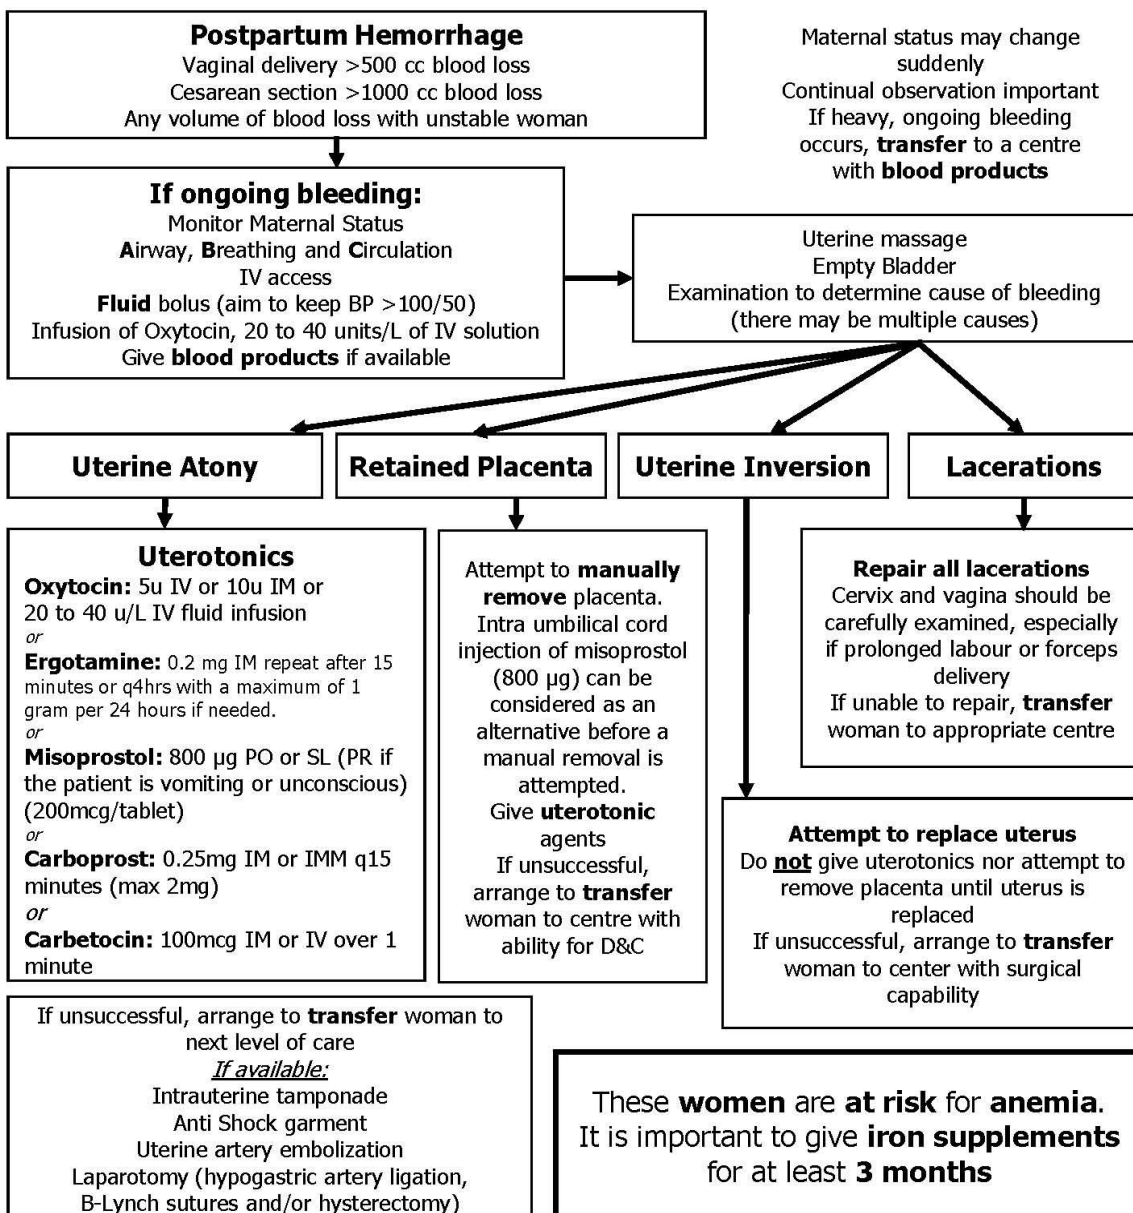 Postpartum Hemorrhage
Vaginal delivery >500 cc blood loss
Cesarean section >1000 cc blood loss
Any volume of blood loss with unstable woman
Maternal status may change
suddenly
Continual observation important
If heavy, ongoing bleeding
occurs, transfer to a centre
with blood products
If ongoing bleeding:
Monitor Maternal Status
Airway, Breathing and Circulation
IV access
Fluid bolus (aim to keep BP >100/50)
Infusion of Oxytocin, 20 to 40 units/L of IV solution
Give blood products if available
Uterine massage
Empty Bladder
Examination to determine cause of bleeding
(there may be multiple causes)
Uterine Atony
Retained Placenta
Uterine Inversion
Lacerations
Uterotonics
Oxytocin: 5u IV or 10u IM or
20 to 40 u/L IV fluid infusion
or
Ergotamine: 0.2 mg IM repeat after 15
minutes or q4hrs with a maximum of 1
gram per 24 hours if needed.
or
Misoprostol: 800 µg PO or SL (PR if
the patient is vomiting or unconscious)
(200mcg/tablet)
or
Carboprost: 0.25mg IM or IMM q15
minutes (max 2mg)
or
Carbetocin: 100mcg IM or IV over 1
minute
Attempt to manually
remove placenta.
Intra umbilical cord
injection of misoprostol
(800 µg) can be
considered as an
alternative before a
manual removal is
attempted.
Give uterotonic
agents
If unsuccessful,
arrange to transfer
woman to centre with
ability for D&C
Repair all lacerations
Cervix and vagina should be
carefully examined, especially
if prolonged labour or forceps
delivery
If unable to repair, transfer
woman to appropriate centre
Attempt to replace uterus
Do not give uterotonics nor attempt to
remove placenta until uterus is
replaced
If unsuccessful, arrange to transfer
woman to center with surgical
capability
If unsuccessful, arrange to transfer woman to
next level of care
If available:
Intrauterine tamponade
Anti Shock garment
Uterine artery embolization
Laparotomy (hypogastric artery ligation,
B-Lynch sutures and/or hysterectomy)
These women are at risk for anemia.
It is important to give iron supplements
for at least 3 months